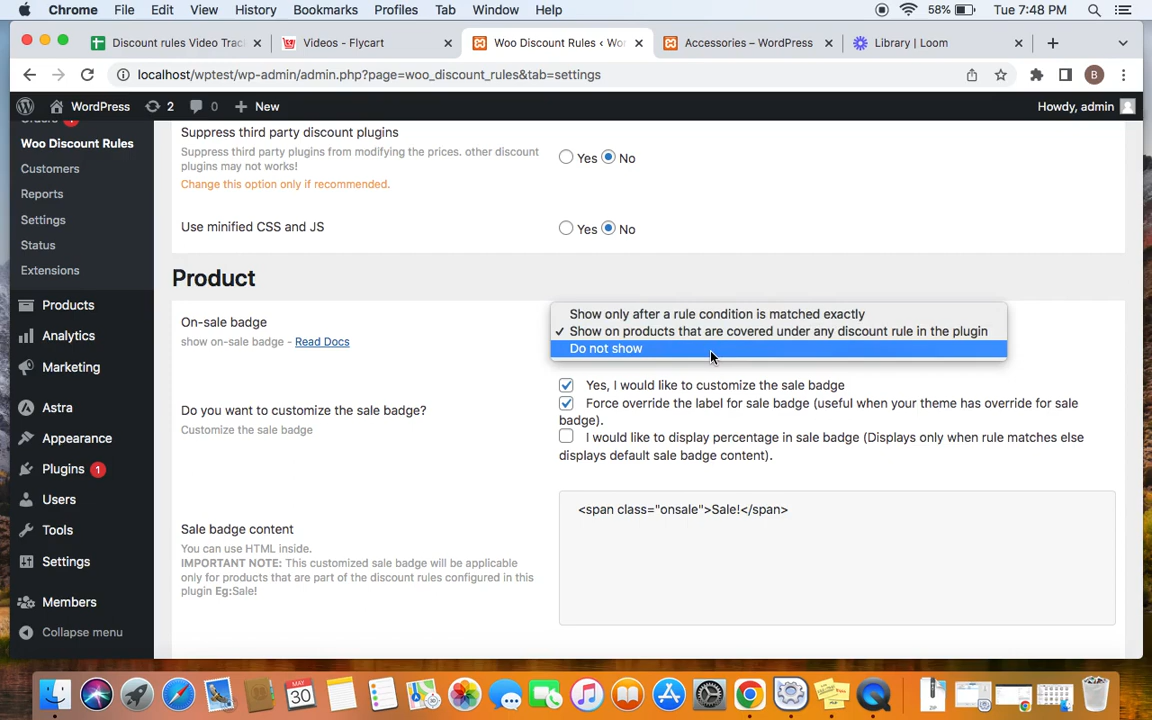 Chrome File Edit View History Bookmarks Profiles Tab Window Help 58% Tue 7:48 PM
Discount rules Video Trac Videos - Flycart Woo Discount Rules ‹ Wor Accessories – WordPress Library | Loom
localhost/wptest/wp-admin/admin.php?page=woo_discount_rules&tab=settings B
WordPress 2 0 New Howdy, admin
Woo Discount Rules
Customers
Reports
Settings
Status
Extensions
Products
Analytics
Marketing
Astra
Appearance
Plugins 1
Users
Tools
Settings
Members
Collapse menu
Suppress third party discount plugins
Suppress third party plugins from modifying the prices. other discount
plugins may not works!
Change this option only if recommended.
Yes No
Use minified CSS and JS
Yes No
Product
On-sale badge
show on-sale badge - Read Docs
Show only after a rule condition is matched exactly
✓ Show on products that are covered under any discount rule in the plugin
Do not show
Do you want to customize the sale badge?
Customize the sale badge
Yes, I would like to customize the sale badge
Force override the label for sale badge (useful when your theme has override for sale
badge).
I would like to display percentage in sale badge (Displays only when rule matches else
displays default sale badge content).
Sale badge content
You can use HTML inside.
IMPORTANT NOTE: This customized sale badge will be applicable
only for products that are part of the discount rules configured in this
plugin Eg:Sale!
<span class="onsale">Sale!</span>
30